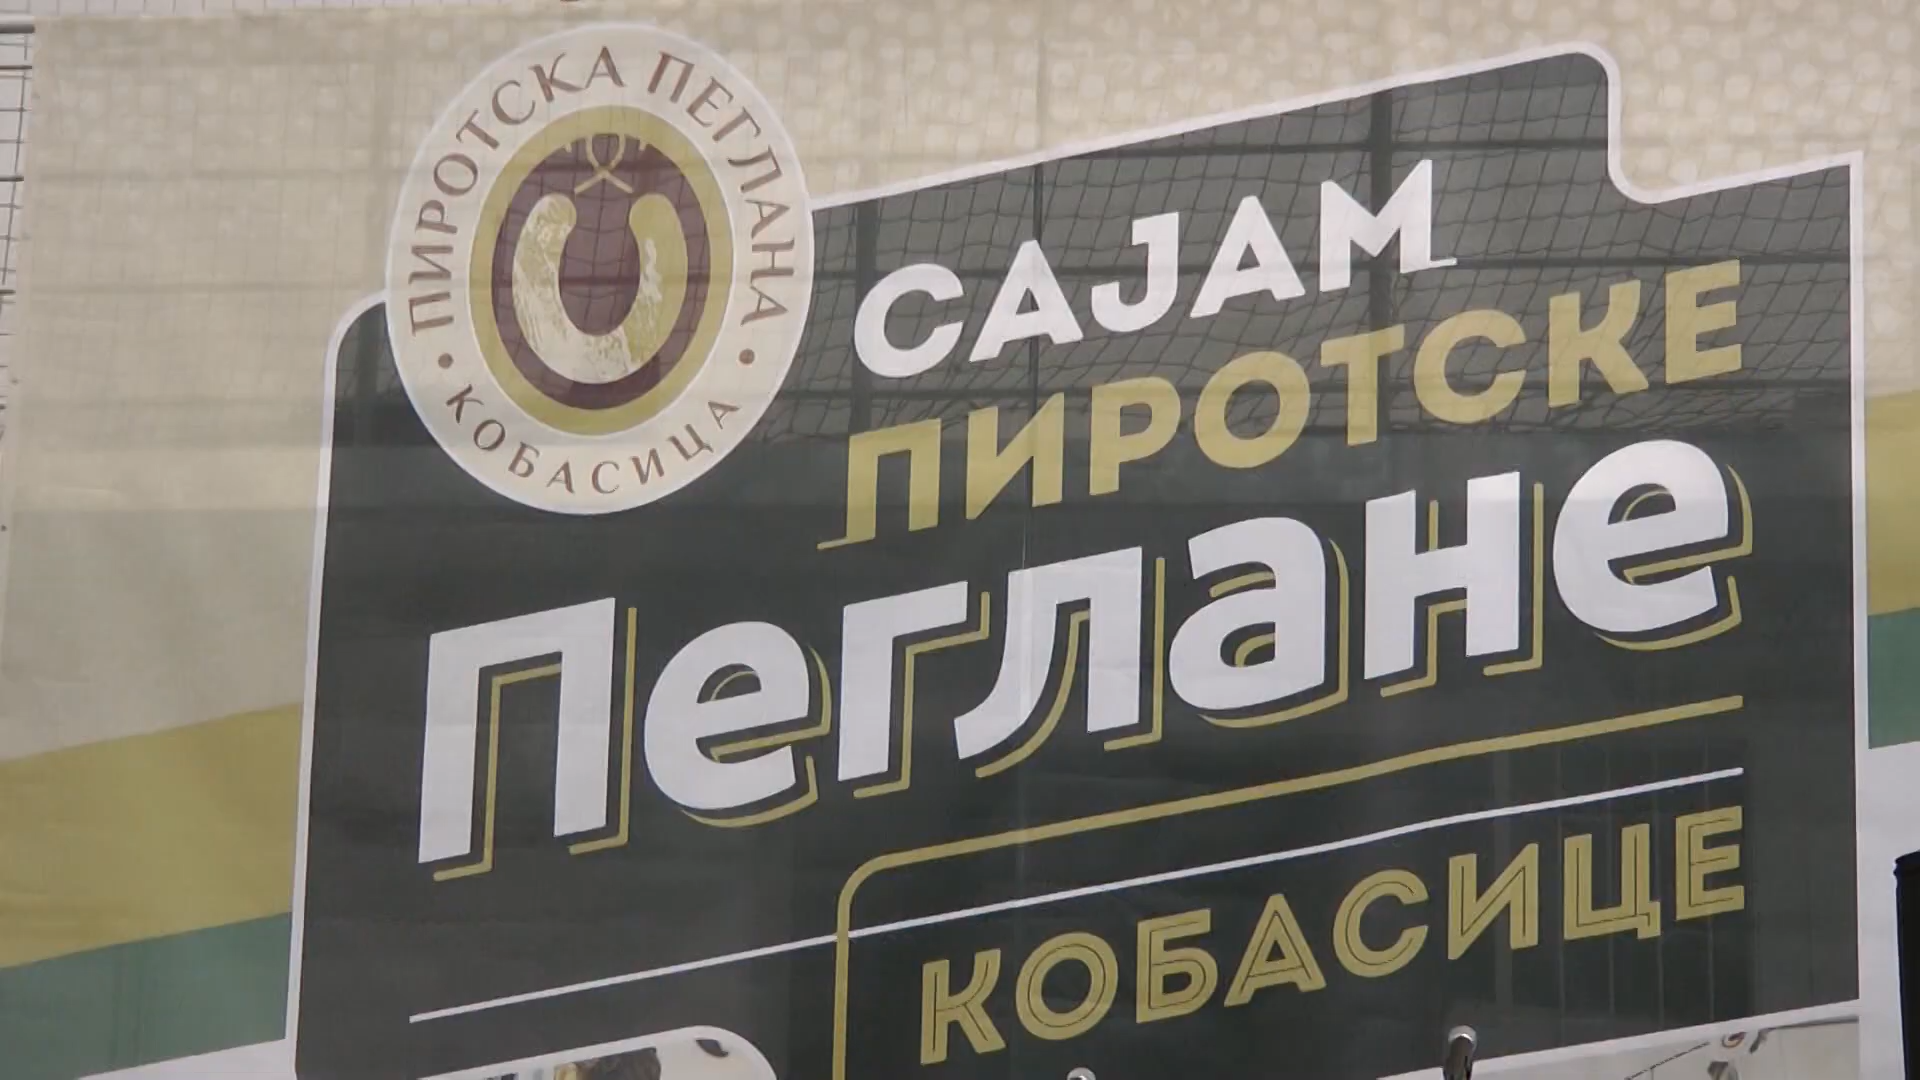 ПИРОТСКА ПЕГЛАНА
• КОБАСИЦА •
САЈАМ
ПИРОТСКЕ
Пеглане
КОБАСИЦЕ